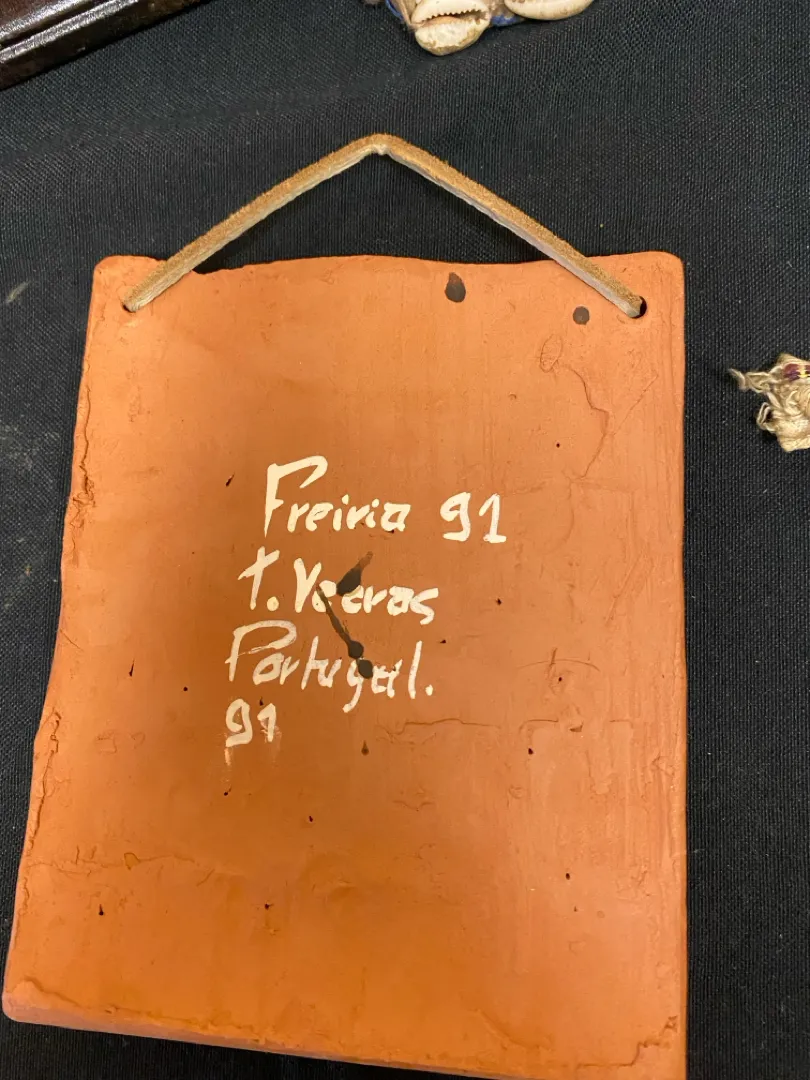 Freiria 91
T. Vedras
Portugal.
91